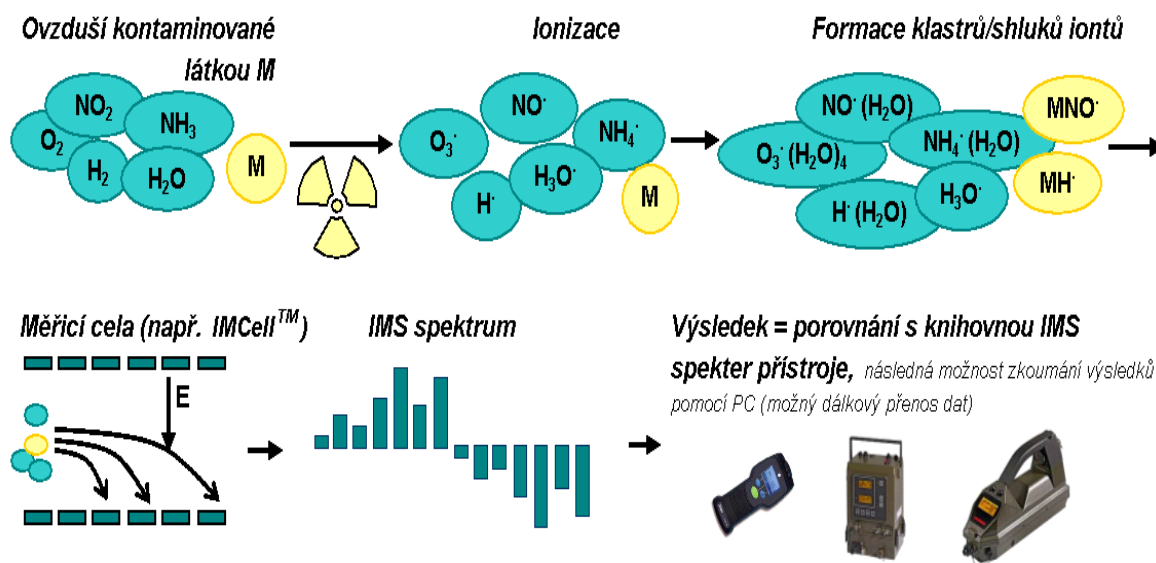 Ovzduší kontaminované
látkou M
NO₂
O₂
NH₃
H₂
H₂O
M
Ionizace
NO·
O₃·
NH₄·
H₃O·
H·
M
Formace klastrů/shluků iontů
NO· (H₂O)
MNO·
NH₄· (H₂O)
O₃· (H₂O)₄
MH·
H₃O·
H· (H₂O)
Měřicí cela (např. IMCell™)
E
IMS spektrum
Výsledek = porovnání s knihovnou IMS
spekter přístroje, následná možnost zkoumání výsledků
pomocí PC (možný dálkový přenos dat)